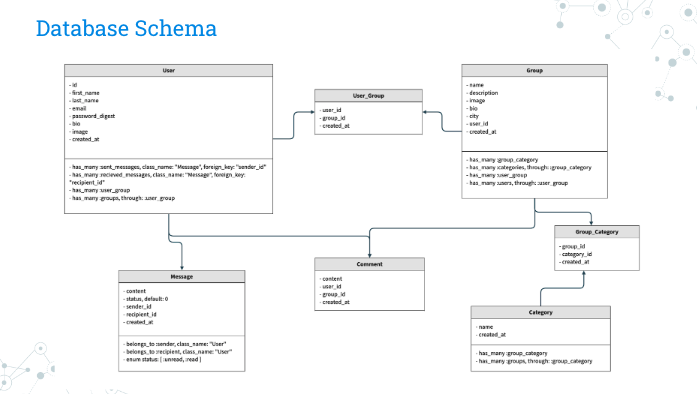 Database Schema
User
- id
- first_name
- last_name
- email
- password_digest
- bio
- image
- created_at
- has_many :sent_messages, class_name: "Message", foreign_key: "sender_id"
- has_many :recieved_messages, class_name: "Message", foreign_key:
"recipient_id"
- has_many :user_group
- has_many :groups, through: :user_group
User_Group
- user_id
- group_id
- created_at
Group
- name
- description
- image
- bio
- city
- user_id
- created_at
- has_many :group_category
- has_many :categories, through: :group_category
- has_many :user_group
- has_many :users, through: :user_group
Group_Category
- group_id
- category_id
- created_at
Message
- content
- status, default: 0
- sender_id
- recipient_id
- created_at
- belongs_to :sender, class_name: "User"
- belongs_to :recipient, class_name: "User"
- enum status: [ :unread, :read ]
Comment
- content
- user_id
- group_id
- created_at
Category
- name
- created_at
- has_many :group_category
- has_many :groups, through: :group_category